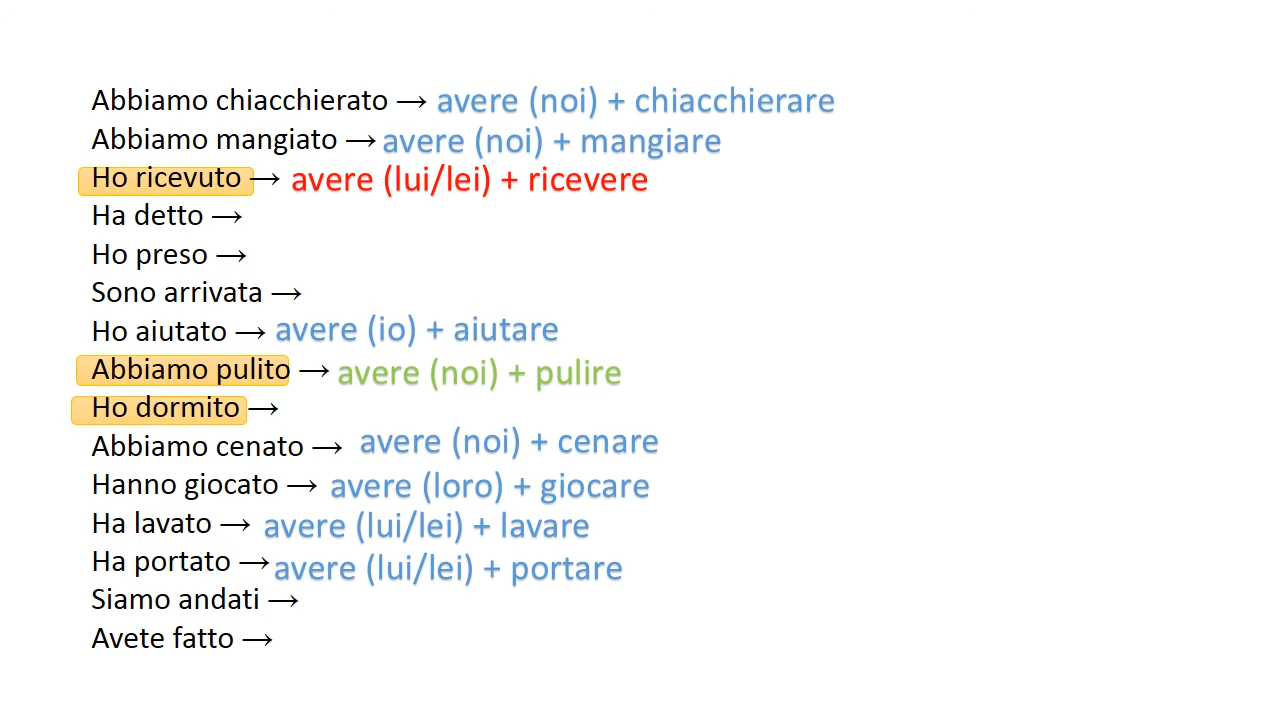 Abbiamo chiacchierato → avere (noi) + chiacchierare
Abbiamo mangiato → avere (noi) + mangiare
Ho ricevuto → avere (lui/lei) + ricevere
Ha detto →
Ho preso →
Sono arrivata →
Ho aiutato → avere (io) + aiutare
Abbiamo pulito → avere (noi) + pulire
Ho dormito →
Abbiamo cenato → avere (noi) + cenare
Hanno giocato → avere (loro) + giocare
Ha lavato → avere (lui/lei) + lavare
Ha portato → avere (lui/lei) + portare
Siamo andati →
Avete fatto →